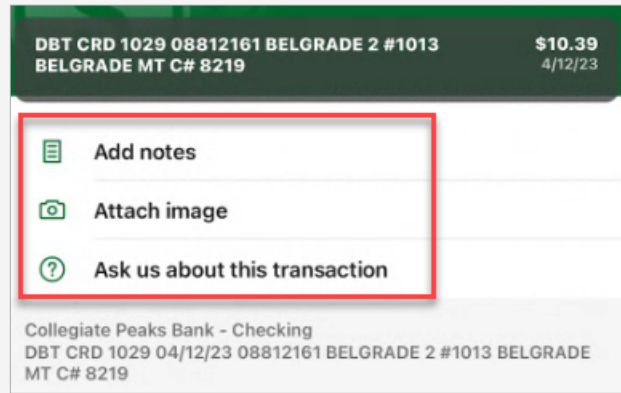 DBT CRD 1029 08812161 BELGRADE 2 #1013 $10.39
BELGRADE MT C# 8219 4/12/23
Add notes
Attach image
Ask us about this transaction
Collegiate Peaks Bank - Checking
DBT CRD 1029 04/12/23 08812161 BELGRADE 2 #1013 BELGRADE
MT C# 8219